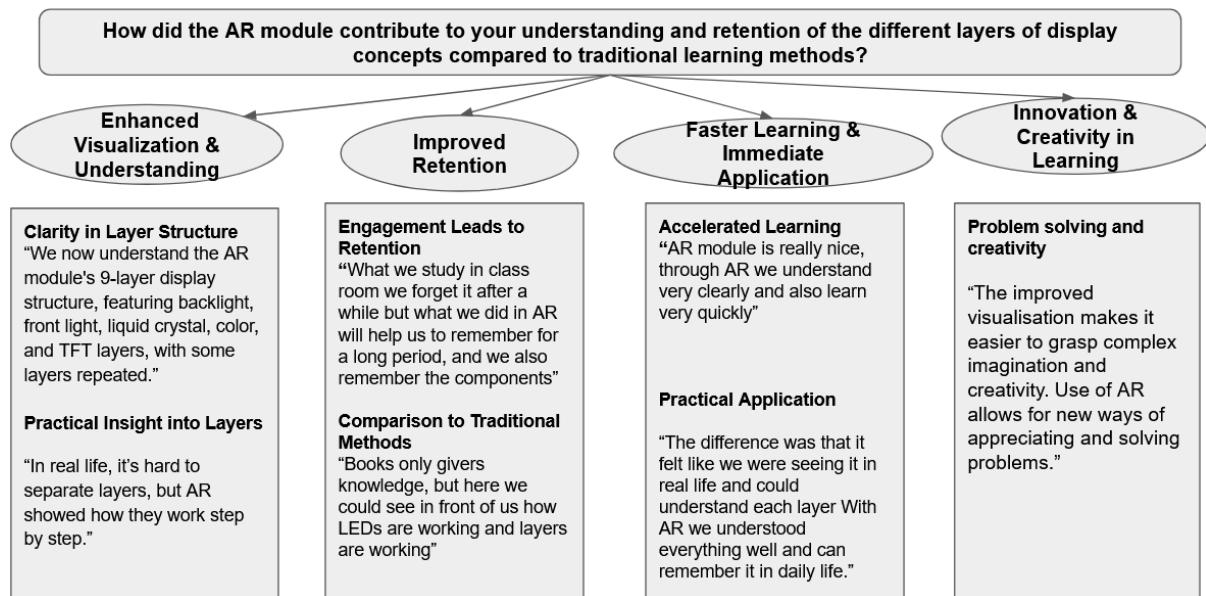 How did the AR module contribute to your understanding and retention of the different layers of display
concepts compared to traditional learning methods?
Enhanced
Visualization &
Understanding
Improved
Retention
Faster Learning &
Immediate
Application
Innovation &
Creativity in
Learning
Clarity in Layer Structure
“We now understand the AR
module's 9-layer display
structure, featuring backlight,
front light, liquid crystal, color,
and TFT layers, with some
layers repeated.”
Practical Insight into Layers
“In real life, it’s hard to
separate layers, but AR
showed how they work step
by step.”
Engagement Leads to
Retention
“What we study in class
room we forget it after a
while but what we did in AR
will help us to remember for
a long period, and we also
remember the components”
Comparison to Traditional
Methods
“Books only givers
knowledge, but here we
could see in front of us how
LEDs are working and layers
are working”
Accelerated Learning
“AR module is really nice,
through AR we understand
very clearly and also learn
very quickly”
Practical Application
“The difference was that it
felt like we were seeing it in
real life and could
understand each layer With
AR we understood
everything well and can
remember it in daily life.”
Problem solving and
creativity
“The improved
visualisation makes it
easier to grasp complex
imagination and
creativity. Use of AR
allows for new ways of
appreciating and solving
problems.”